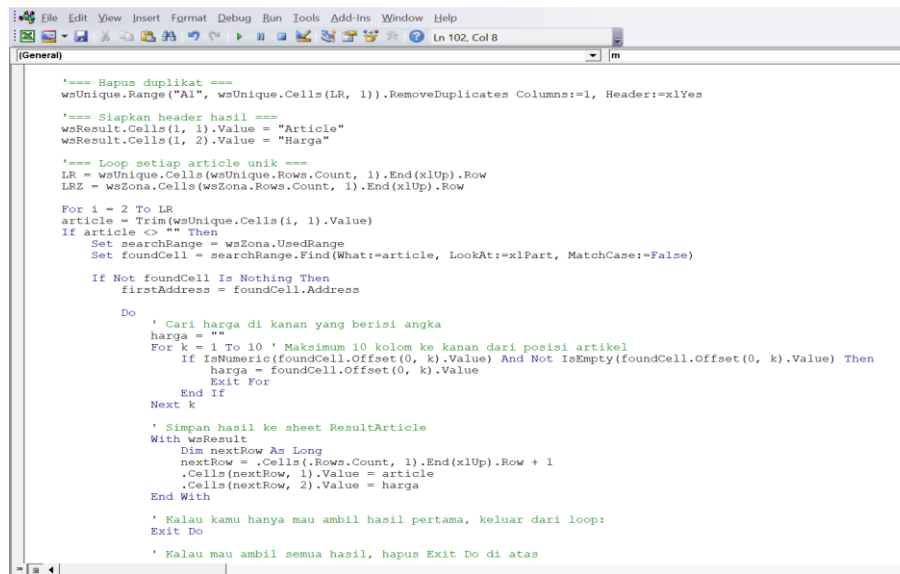 File Edit View Insert Format Debug Run Tools Add-Ins Window Help
Ln 102, Col 8
(General) m
'=== Hapus duplikat ===
wsUnique.Range("A1", wsUnique.Cells(LR, 1)).RemoveDuplicates Columns:=1, Header:=xlYes
'=== Siapkan header hasil ===
wsResult.Cells(1, 1).Value = "Article"
wsResult.Cells(1, 2).Value = "Harga"
'=== Loop setiap article unik ===
LR = wsUnique.Cells(wsUnique.Rows.Count, 1).End(xlUp).Row
LRZ = wsZona.Cells(wsZona.Rows.Count, 1).End(xlUp).Row
For i = 2 To LR
article = Trim(wsUnique.Cells(i, 1).Value)
If article <> "" Then
Set searchRange = wsZona.UsedRange
Set foundCell = searchRange.Find(What:=article, LookAt:=xlPart, MatchCase:=False)
If Not foundCell Is Nothing Then
firstAddress = foundCell.Address
Do
' Cari harga di kanan yang berisi angka
harga = ""
For k = 1 To 10 ' Maksimum 10 kolom ke kanan dari posisi artikel
If IsNumeric(foundCell.Offset(0, k).Value) And Not IsEmpty(foundCell.Offset(0, k).Value) Then
harga = foundCell.Offset(0, k).Value
Exit For
End If
Next k
' Simpan hasil ke sheet ResultArticle
With wsResult
Dim nextRow As Long
nextRow = .Cells(.Rows.Count, 1).End(xlUp).Row + 1
.Cells(nextRow, 1).Value = article
.Cells(nextRow, 2).Value = harga
End With
' Kalau kamu hanya mau ambil hasil pertama, keluar dari loop:
Exit Do
' Kalau mau ambil semua hasil, hapus Exit Do di atas